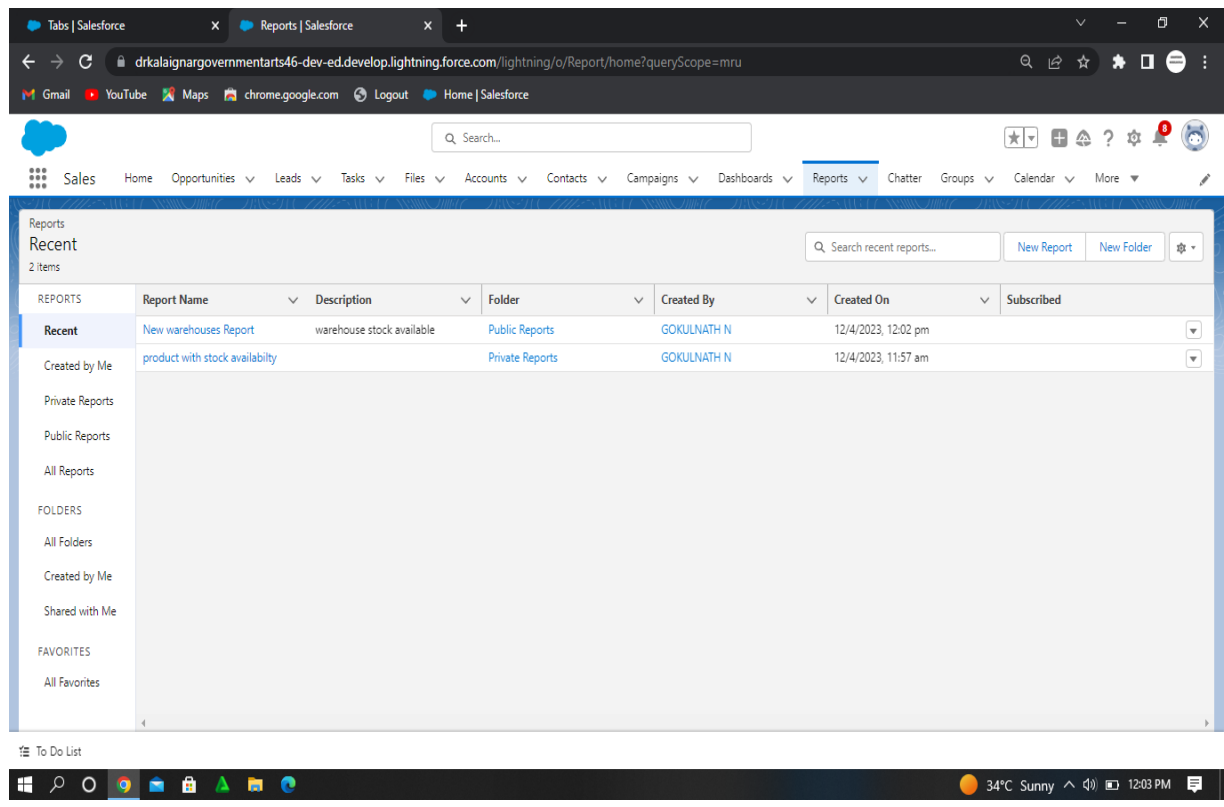 Tabs | Salesforce
Reports | Salesforce
drkalaignargovernmentarts46-dev-ed.develop.lightning.force.com/lightning/o/Report/home?queryScope=mru
Gmail YouTube Maps chrome.google.com Logout Home | Salesforce
Search...
8
Sales Home Opportunities Leads Tasks Files Accounts Contacts Campaigns Dashboards Reports Chatter Groups Calendar More
Reports
Recent
2 items
Search recent reports...
New Report New Folder
REPORTS Report Name Description Folder Created By Created On Subscribed
Recent New warehouses Report warehouse stock available Public Reports GOKULNATH N 12/4/2023, 12:02 pm
product with stock availabilty Private Reports GOKULNATH N 12/4/2023, 11:57 am
Created by Me
Private Reports
Public Reports
All Reports
FOLDERS
All Folders
Created by Me
Shared with Me
FAVORITES
All Favorites
To Do List
34°C Sunny 12:03 PM